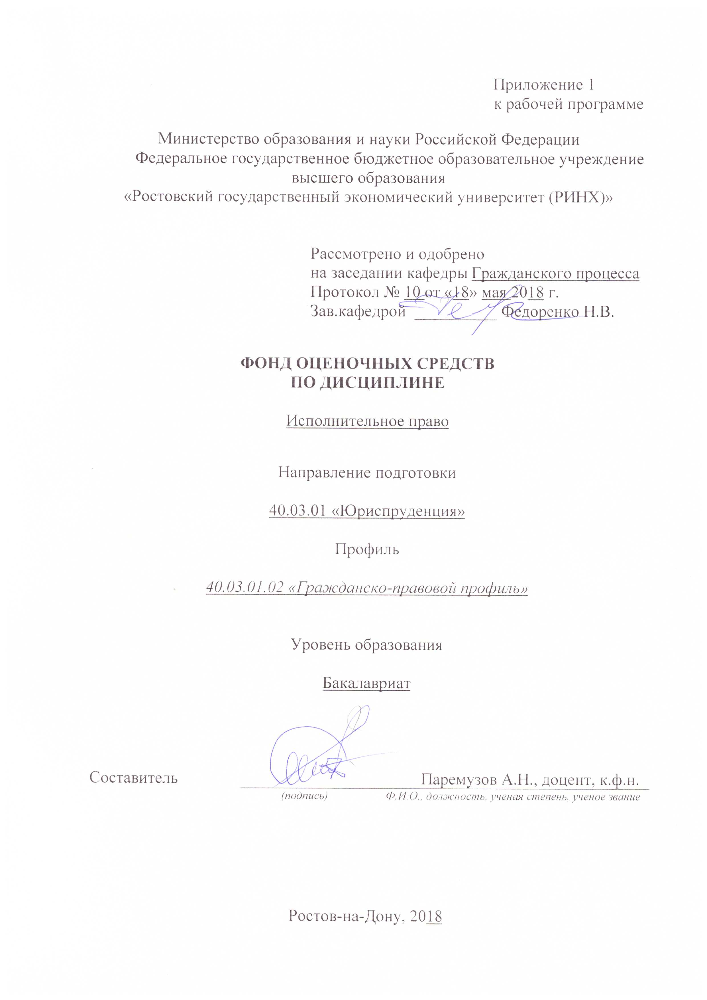 Приложение 1
к рабочей программе
Министерство образования и науки Российской Федерации
Федеральное государственное бюджетное образовательное учреждение
высшего образования
«Ростовский государственный экономический университет (РИНХ)»
Рассмотрено и одобрено
на заседании кафедры Гражданского процесса
Протокол № 10 от «18» мая 2018 г.
Зав.кафедрой ___________ Федоренко Н.В.
ФОНД ОЦЕНОЧНЫХ СРЕДСТВ
ПО ДИСЦИПЛИНЕ
Исполнительное право
Направление подготовки
40.03.01 «Юриспруденция»
Профиль
40.03.01.02 «Гражданско-правовой профиль»
Уровень образования
Бакалавриат
Составитель Паремузов А.Н., доцент, к.ф.н.
(подпись) Ф.И.О., должность, ученая степень, ученое звание
Ростов-на-Дону, 2018